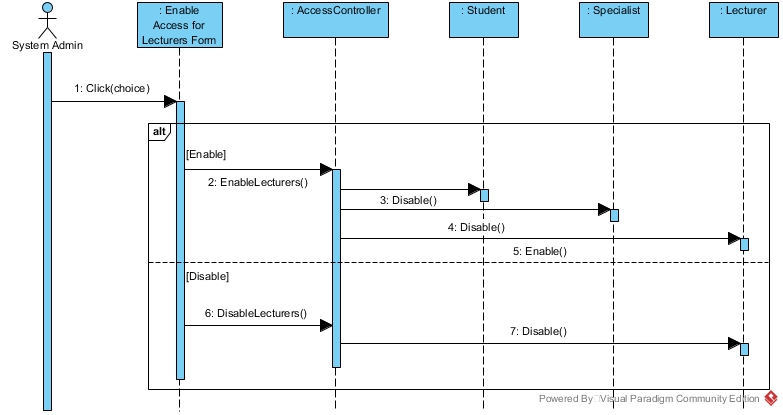 : Enable
Access for
Lecturers Form
: AccessController
: Student
: Specialist
: Lecturer
System Admin
1: Click(choice)
alt
[Enable]
2: EnableLecturers()
3: Disable()
4: Disable()
5: Enable()
[Disable]
6: DisableLecturers()
7: Disable()
Powered By Visual Paradigm Community Edition